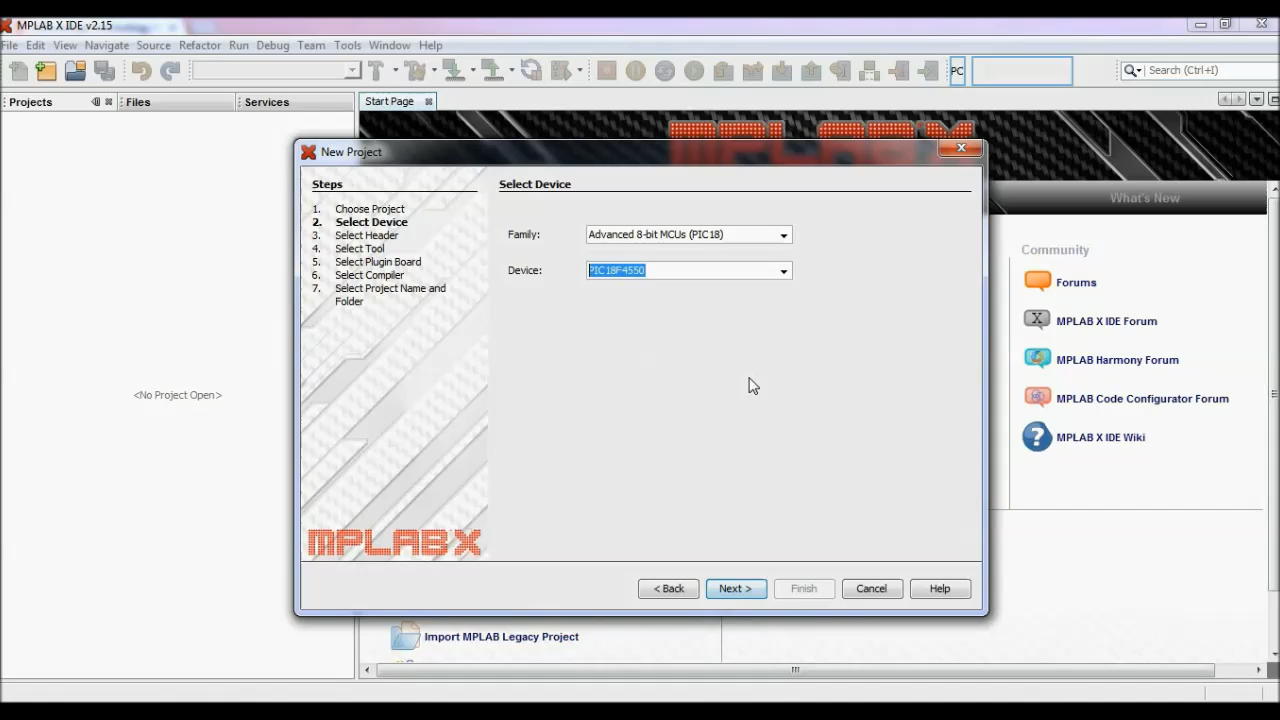 MPLAB X IDE v2.15
File Edit View Navigate Source Refactor Run Debug Team Tools Window Help
PC
Search (Ctrl+I)
Projects
Files
Services
Start Page
MPLAB X
New Project
What's New
Steps
1. Choose Project
2. Select Device
3. Select Header
4. Select Tool
5. Select Plugin Board
6. Select Compiler
7. Select Project Name and
Folder
MPLAB X
Select Device
Family: Advanced 8-bit MCUs (PIC18)
Device: PIC18F4550
<No Project Open>
Community
Forums
MPLAB X IDE Forum
MPLAB Harmony Forum
MPLAB Code Configurator Forum
MPLAB X IDE Wiki
< Back
Next >
Finish
Cancel
Help
Import MPLAB Legacy Project